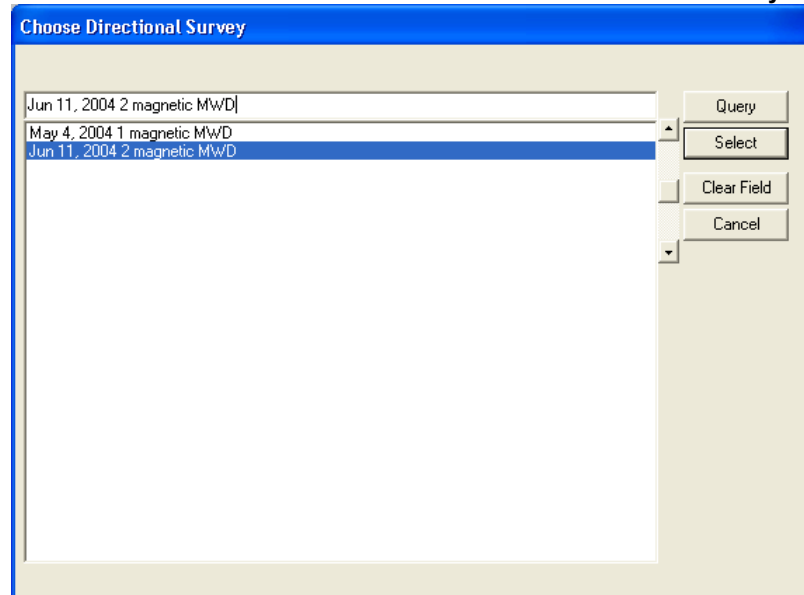 Choose Directional Survey
Jun 11, 2004 2 magnetic MWD
Query
May 4, 2004 1 magnetic MWD
Select
Jun 11, 2004 2 magnetic MWD
Clear Field
Cancel